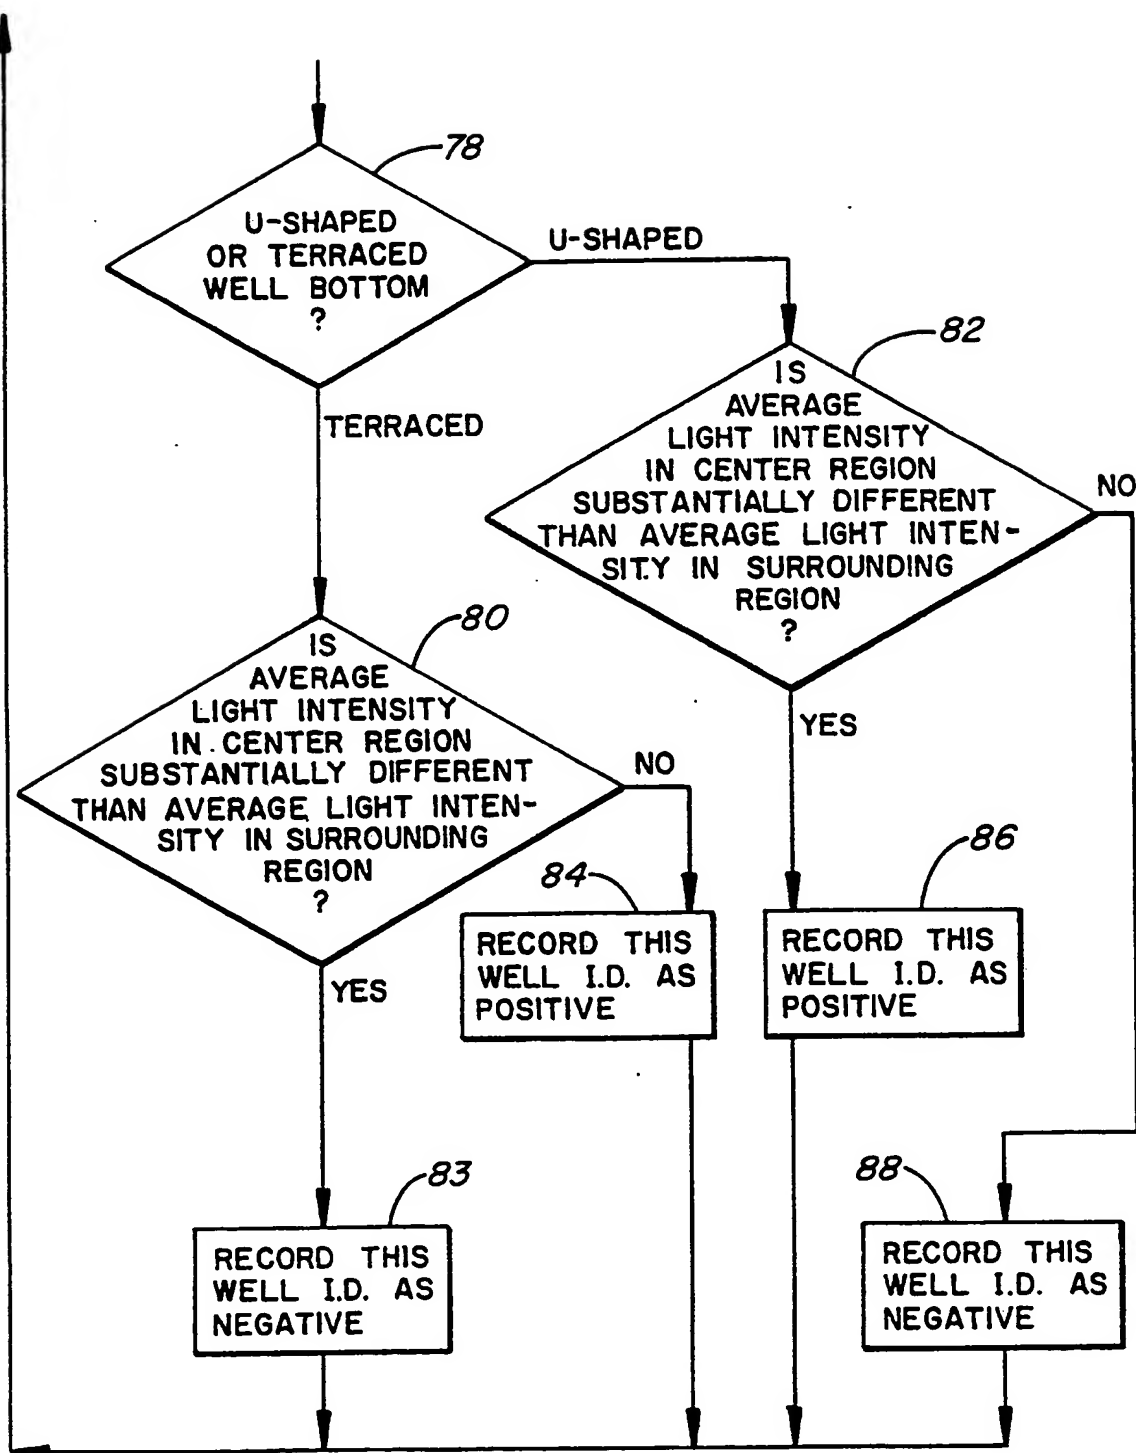 78
U-SHAPED
OR TERRACED
WELL BOTTOM
?
U-SHAPED
TERRACED
82
IS
AVERAGE
LIGHT INTENSITY
IN CENTER REGION
SUBSTANTIALLY DIFFERENT
THAN AVERAGE LIGHT INTEN-
SITY IN SURROUNDING
REGION
?
NO
YES
80
IS
AVERAGE
LIGHT INTENSITY
IN CENTER REGION
SUBSTANTIALLY DIFFERENT
THAN AVERAGE LIGHT INTEN-
SITY IN SURROUNDING
REGION
?
NO
YES
84
RECORD THIS
WELL I.D. AS
POSITIVE
86
RECORD THIS
WELL I.D. AS
POSITIVE
83
RECORD THIS
WELL I.D. AS
NEGATIVE
88
RECORD THIS
WELL I.D. AS
NEGATIVE